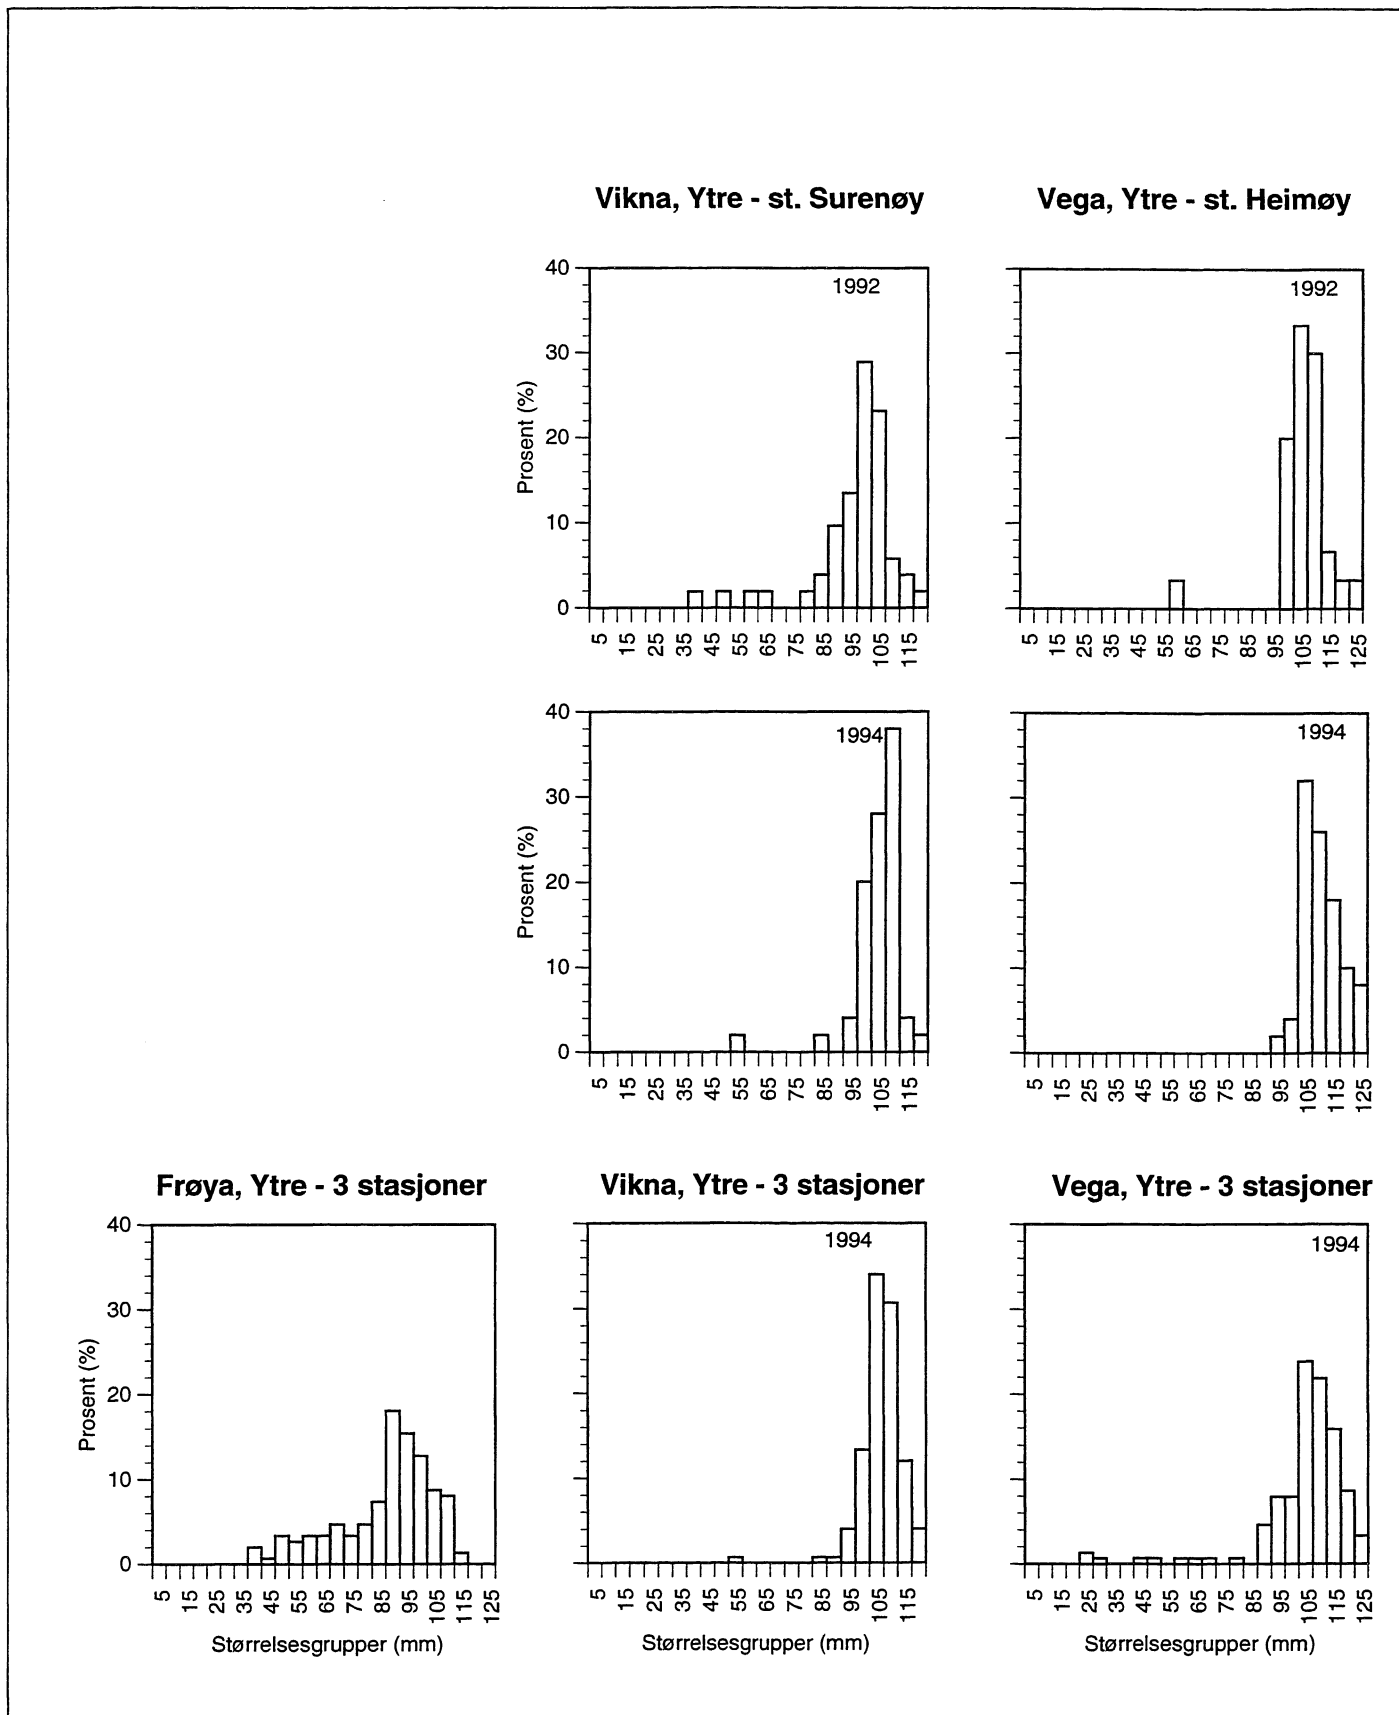 Vikna, Ytre - st. Surenøy
Vega, Ytre - st. Heimøy
40
30
20
10
0
Prosent (%)
1992
5 15 25 35 45 55 65 75 85 95 105 115
1992
5 15 25 35 45 55 65 75 85 95 105 115 125
40
30
20
10
0
Prosent (%)
1994
5 15 25 35 45 55 65 75 85 95 105 115
1994
5 15 25 35 45 55 65 75 85 95 105 115 125
Frøya, Ytre - 3 stasjoner
Vikna, Ytre - 3 stasjoner
Vega, Ytre - 3 stasjoner
40
30
20
10
0
Prosent (%)
5 15 25 35 45 55 65 75 85 95 105 115 125
Størrelsesgrupper (mm)
1994
5 15 25 35 45 55 65 75 85 95 105 115
Størrelsesgrupper (mm)
1994
5 15 25 35 45 55 65 75 85 95 105 115 125
Størrelsesgrupper (mm)